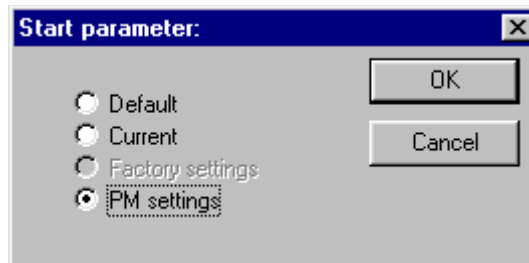 Start parameter:
OK
Default
Current
Cancel
Factory settings
PM settings